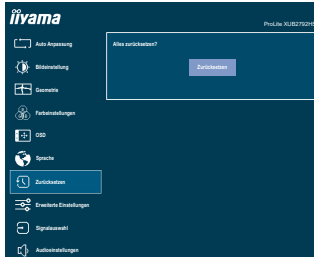 iiyama
ProLite XUB2792HS
Auto Anpassung
Alles zurücksetzen?
Bildeinstellung
Zurücksetzen
Geometrie
Farbeinstellungen
OSD
Sprache
Zurücksetzen
Erweiterte Einstellungen
Signalauswahl
Audioeinstellungen